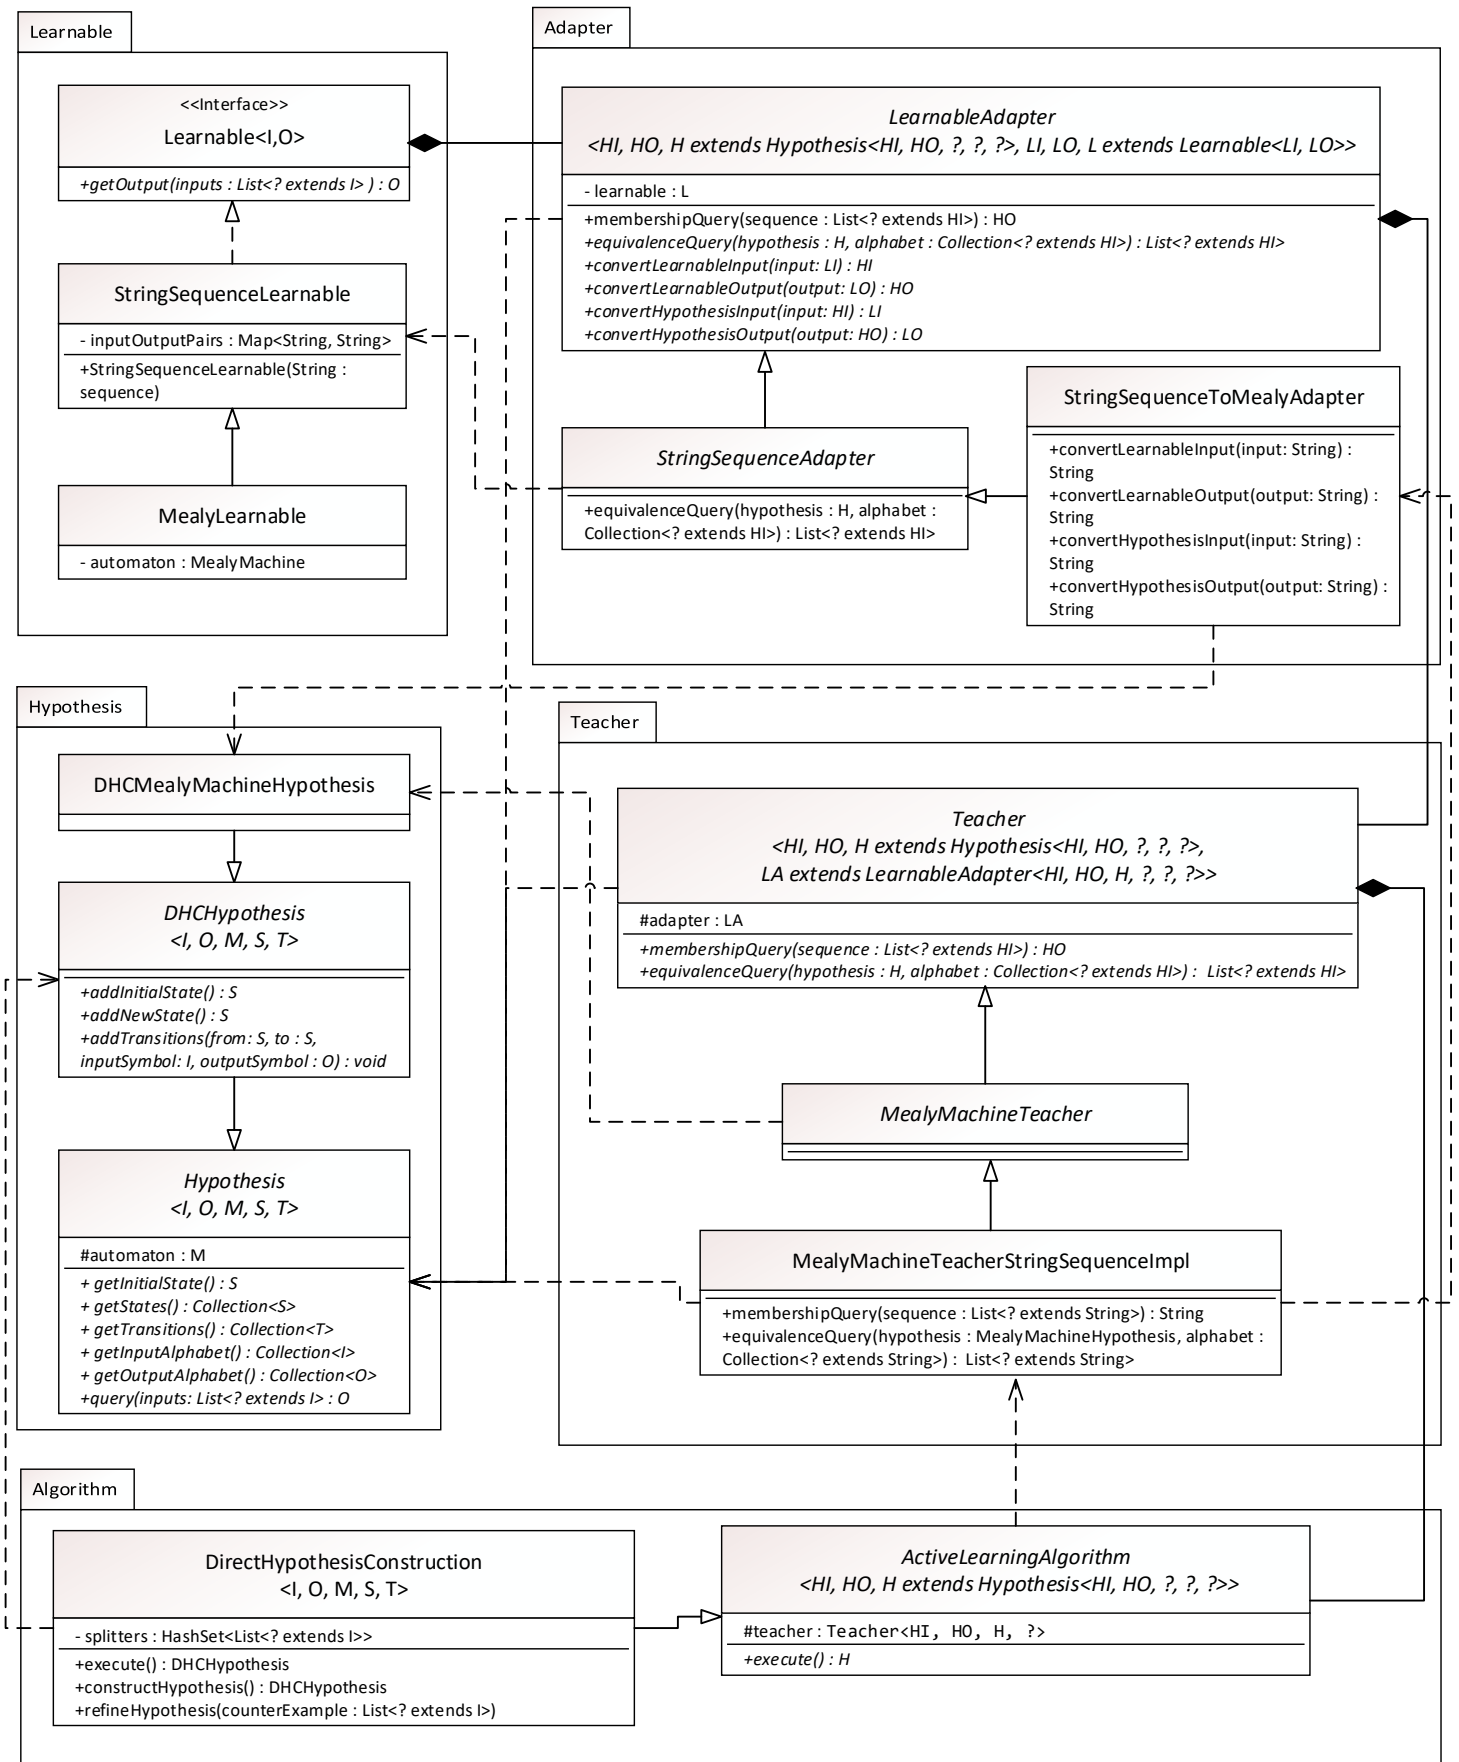 Learnable
<<Interface>>
Learnable<I,O>
+getOutput(inputs : List<? extends I> ) : O
StringSequenceLearnable
- inputOutputPairs : Map<String, String>
+StringSequenceLearnable(String :
sequence)
MealyLearnable
- automaton : MealyMachine
Adapter
LearnableAdapter
<HI, HO, H extends Hypothesis<HI, HO, ?, ?, ?>, LI, LO, L extends Learnable<LI, LO>>
- learnable : L
+membershipQuery(sequence : List<? extends HI>) : HO
+equivalenceQuery(hypothesis : H, alphabet : Collection<? extends HI>) : List<? extends HI>
+convertLearnableInput(input: LI) : HI
+convertLearnableOutput(output: LO) : HO
+convertHypothesisInput(input: HI) : LI
+convertHypothesisOutput(output: HO) : LO
StringSequenceAdapter
+equivalenceQuery(hypothesis : H, alphabet :
Collection<? extends HI>) : List<? extends HI>
StringSequenceToMealyAdapter
+convertLearnableInput(input: String) :
String
+convertLearnableOutput(output: String) :
String
+convertHypothesisInput(input: String) :
String
+convertHypothesisOutput(output: String) :
String
Hypothesis
DHCMealyMachineHypothesis
DHCHypothesis
<I, O, M, S, T>
+addInitialState() : S
+addNewState() : S
+addTransitions(from: S, to : S,
inputSymbol: I, outputSymbol : O) : void
Hypothesis
<I, O, M, S, T>
#automaton : M
+ getInitialState() : S
+ getStates() : Collection<S>
+ getTransitions() : Collection<T>
+ getInputAlphabet() : Collection<I>
+ getOutputAlphabet() : Collection<O>
+query(inputs: List<? extends I> : O
Teacher
Teacher
<HI, HO, H extends Hypothesis<HI, HO, ?, ?, ?>,
LA extends LearnableAdapter<HI, HO, H, ?, ?, ?>>
#adapter : LA
+membershipQuery(sequence : List<? extends HI>) : HO
+equivalenceQuery(hypothesis : H, alphabet : Collection<? extends HI>) : List<? extends HI>
MealyMachineTeacher
MealyMachineTeacherStringSequenceImpl
+membershipQuery(sequence : List<? extends String>) : String
+equivalenceQuery(hypothesis : MealyMachineHypothesis, alphabet :
Collection<? extends String>) : List<? extends String>
Algorithm
DirectHypothesisConstruction
<I, O, M, S, T>
- splitters : HashSet<List<? extends I>>
+execute() : DHCHypothesis
+constructHypothesis() : DHCHypothesis
+refineHypothesis(counterExample : List<? extends I>)
ActiveLearningAlgorithm
<HI, HO, H extends Hypothesis<HI, HO, ?, ?, ?>>
#teacher : Teacher<HI, HO, H, ?>
+execute() : H